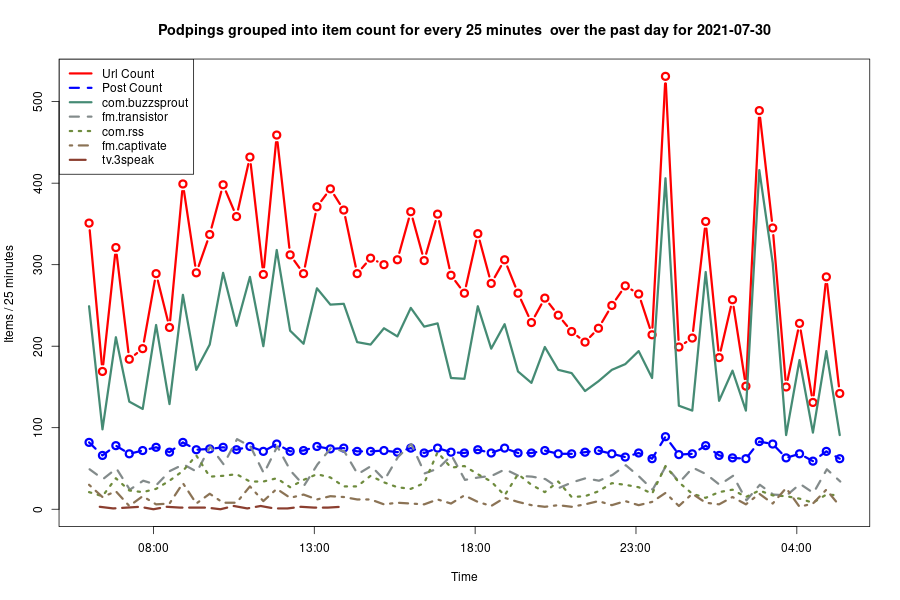 Podpings grouped into item count for every 25 minutes  over the past day for 2021-07-30
Url Count
Post Count
com.buzzsprout
fm.transistor
com.rss
fm.captivate
tv.3speak
Items / 25 minutes
500
400
300
200
100
0
08:00 13:00 18:00 23:00 04:00
Time